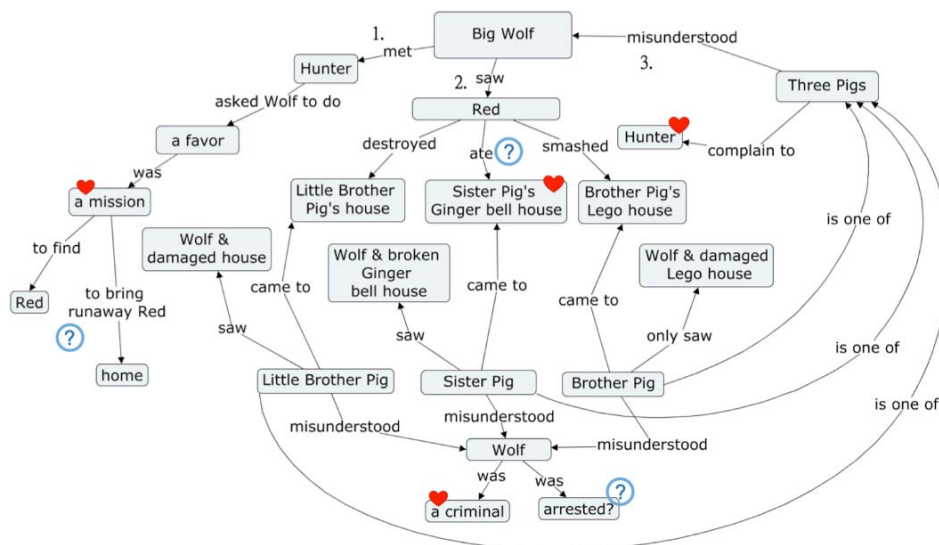 1.
Big Wolf
misunderstood
met
3.
Hunter
2.
saw
Three Pigs
asked Wolf to do
Red
Hunter
a favor
destroyed
ate
?
smashed
complain to
was
Little Brother
Pig's house
Sister Pig's
Ginger bell house
Brother Pig's
Lego house
a mission
is one of
Wolf &
damaged house
Wolf & broken
Ginger
bell house
Wolf & damaged
Lego house
to find
to bring
runaway Red
came to
came to
came to
Red
?
saw
saw
only saw
is one of
home
Little Brother Pig
Sister Pig
Brother Pig
is one of
misunderstood
misunderstood
misunderstood
Wolf
was
was
?
a criminal
arrested?